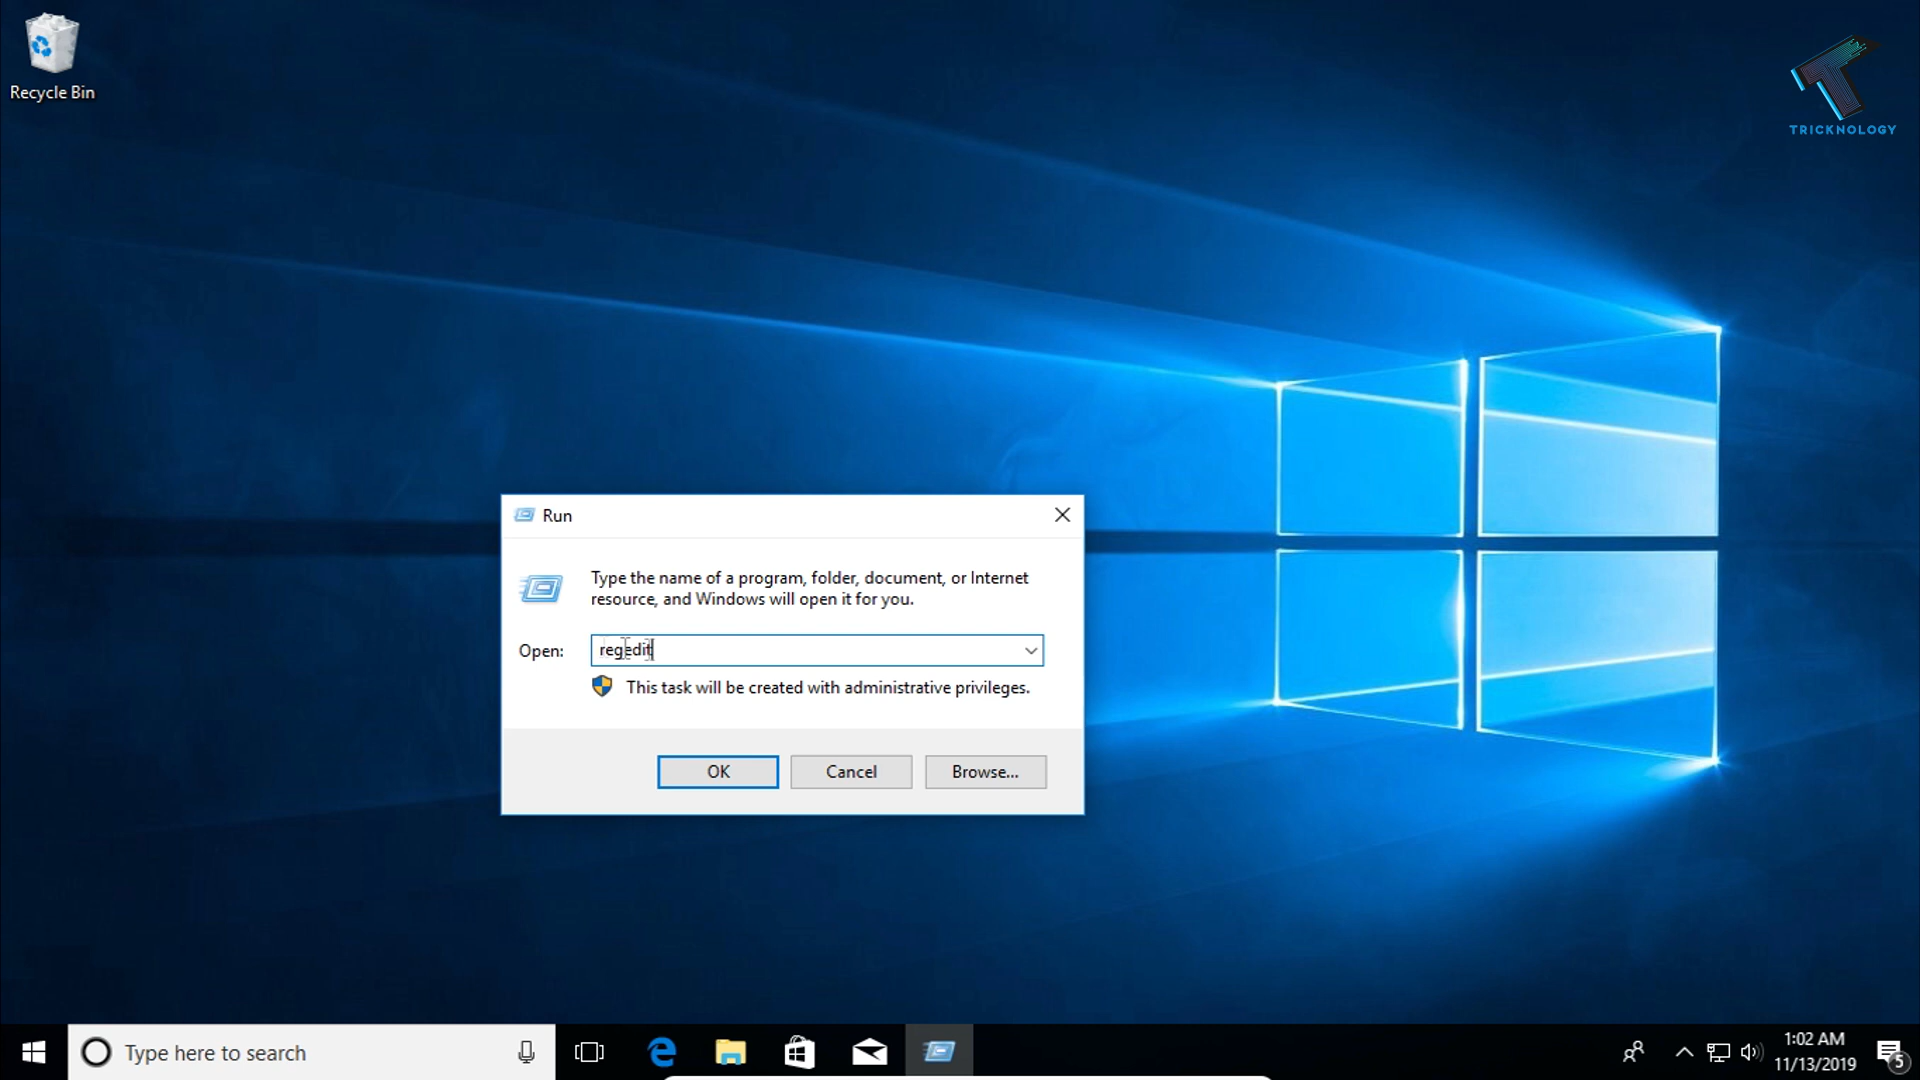 Recycle Bin
TRICKNOLOGY
Run
Type the name of a program, folder, document, or Internet
resource, and Windows will open it for you.
Open:
regedit
This task will be created with administrative privileges.
OK
Cancel
Browse...
Type here to search
1:02 AM
11/13/2019
5